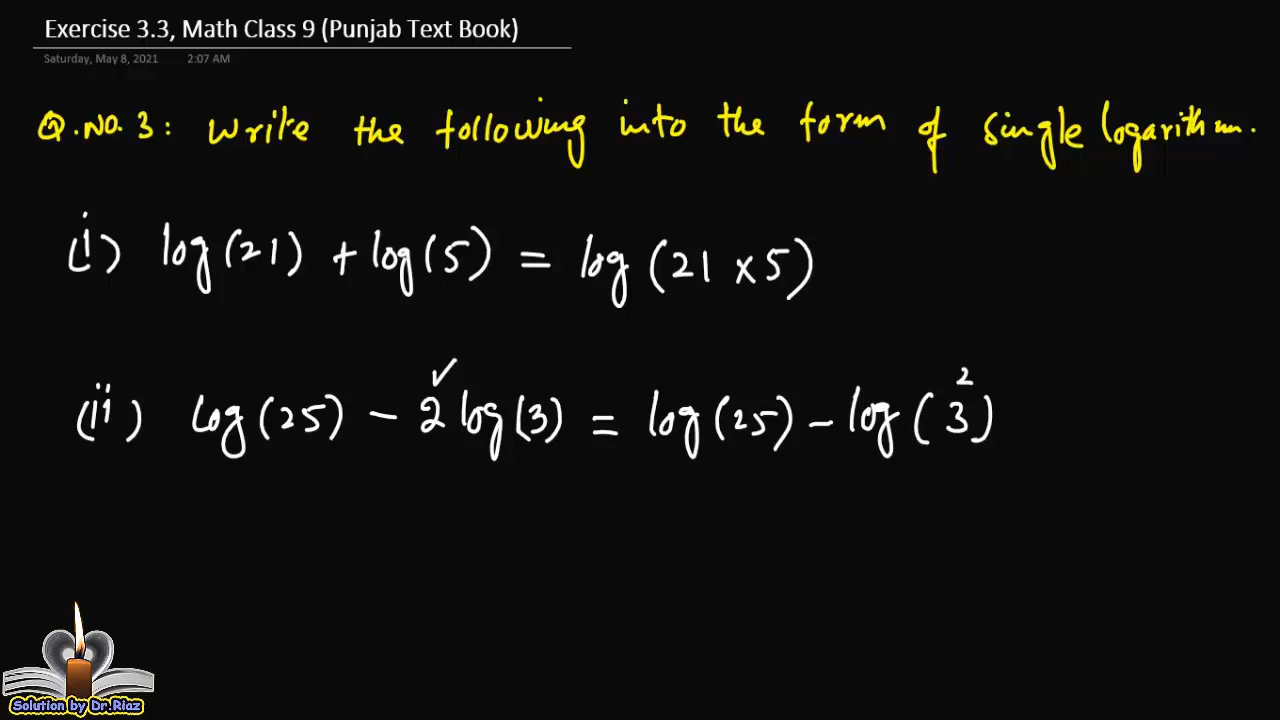 Exercise 3.3, Math Class 9 (Punjab Text Book)
Saturday, May 8, 2021 2:07 AM
Q.No. 3: Write the following into the form of single logarithm.
(i) log(21) + log(5) = log(21 × 5)
(ii) log(25) - 2✓ log(3) = log(25) - log(3²)
Solution by Dr.Riaz